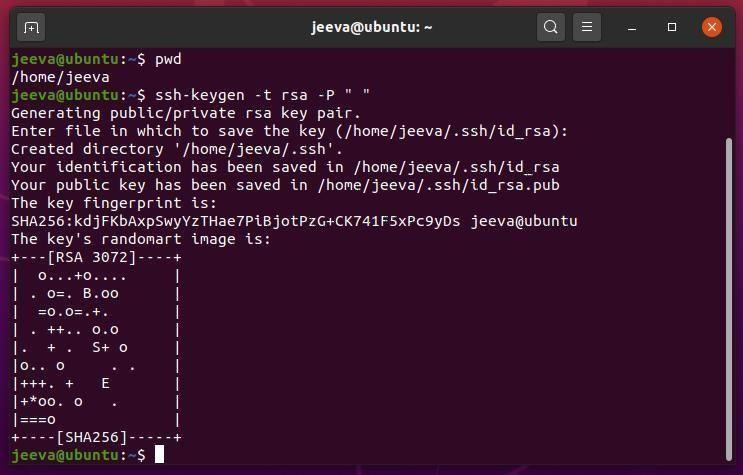 jeeva@ubuntu: ~
jeeva@ubuntu:~$ pwd
/home/jeeva
jeeva@ubuntu:~$ ssh-keygen -t rsa -P " "
Generating public/private rsa key pair.
Enter file in which to save the key (/home/jeeva/.ssh/id_rsa):
Created directory '/home/jeeva/.ssh'.
Your identification has been saved in /home/jeeva/.ssh/id_rsa
Your public key has been saved in /home/jeeva/.ssh/id_rsa.pub
The key fingerprint is:
SHA256:kdjFKbAxpSwyYzTHae7PiBjotPzG+CK741F5xPc9yDs jeeva@ubuntu
The key's randomart image is:
+---[RSA 3072]----+
|  o...+o....     |
| . o=. B.oo      |
|  =o.o=.+.       |
| . ++.. o.o      |
|.  + .  S+ o     |
|o.. o     . .    |
|+++. +   E       |
|+*oo. o   .      |
|===o             |
+----[SHA256]-----+
jeeva@ubuntu:~$